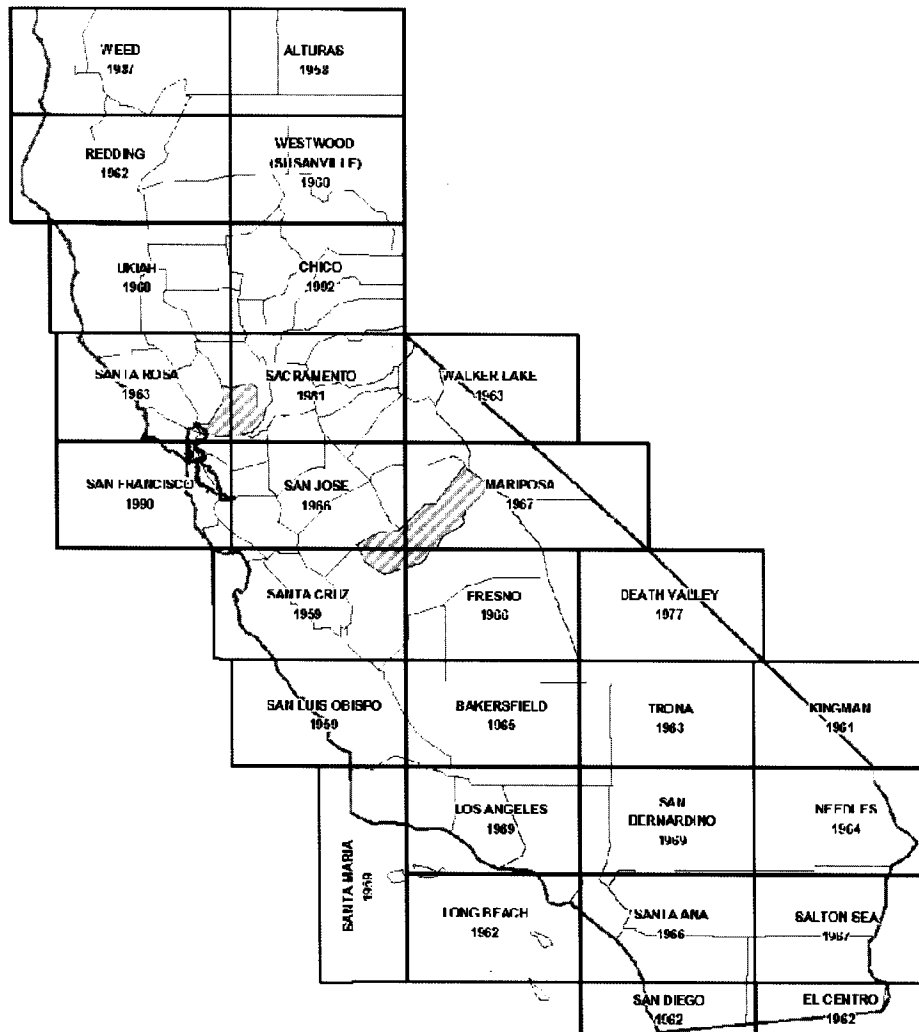 WEED
1987
ALTURAS
1958
REDDING
1962
WESTWOOD
(SUSANVILLE)
1960
UKIAH
1960
CHICO
1992
SANTA ROSA
1963
SACRAMENTO
1981
WALKER LAKE
1963
SAN FRANCISCO
1990
SAN JOSE
1966
MARIPOSA
1967
SANTA CRUZ
1959
FRESNO
DEATH VALLEY
1977
SAN LUIS OBISPO
1959
BAKERSFIELD
1965
TRONA
1963
KINGMAN
1961
SANTA MARIA
1959
LOS ANGELES
1969
SAN
BERNARDINO
1969
NEEDLES
1964
LONG BEACH
1962
SANTA ANA
1966
SALTON SEA
1967
SAN DIEGO
1962
EL CENTRO
1962